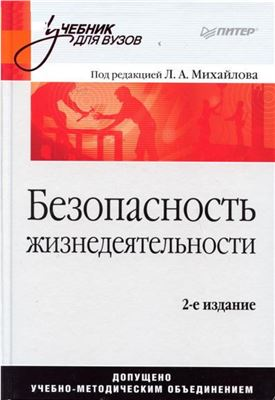 УЧЕБНИК
ДЛЯ ВУЗОВ
ПИТЕР®
Под редакцией Л. А. Михайлова
Безопасность
жизнедеятельности
2-е издание
ДОПУЩЕНО
УЧЕБНО-МЕТОДИЧЕСКИМ ОБЪЕДИНЕНИЕМ